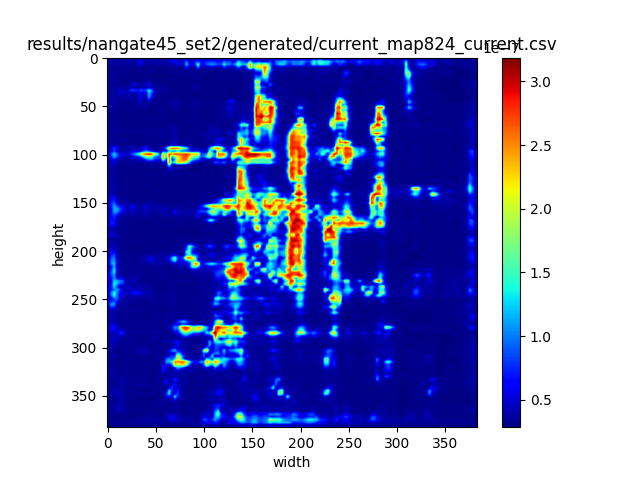 results/nangate45_set2/generated/current_map824_current.csv
1e−7
0
50
100
150
200
250
300
350
height
0 50 100 150 200 250 300 350
width
3.0
2.5
2.0
1.5
1.0
0.5